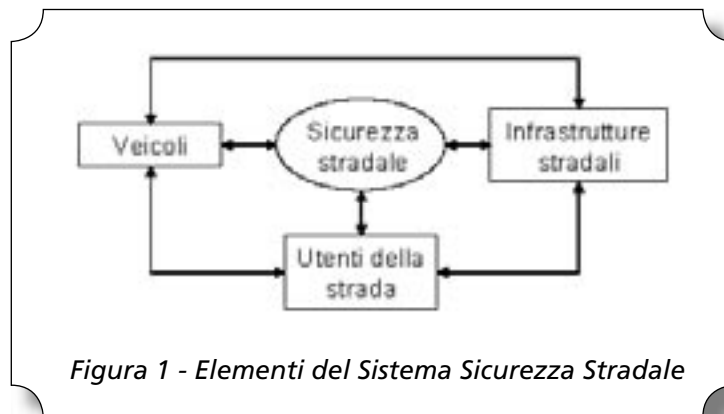 Veicoli
Sicurezza
stradale
Infrastrutture
stradali
Utenti della
strada
Figura 1 - Elementi del Sistema Sicurezza Stradale